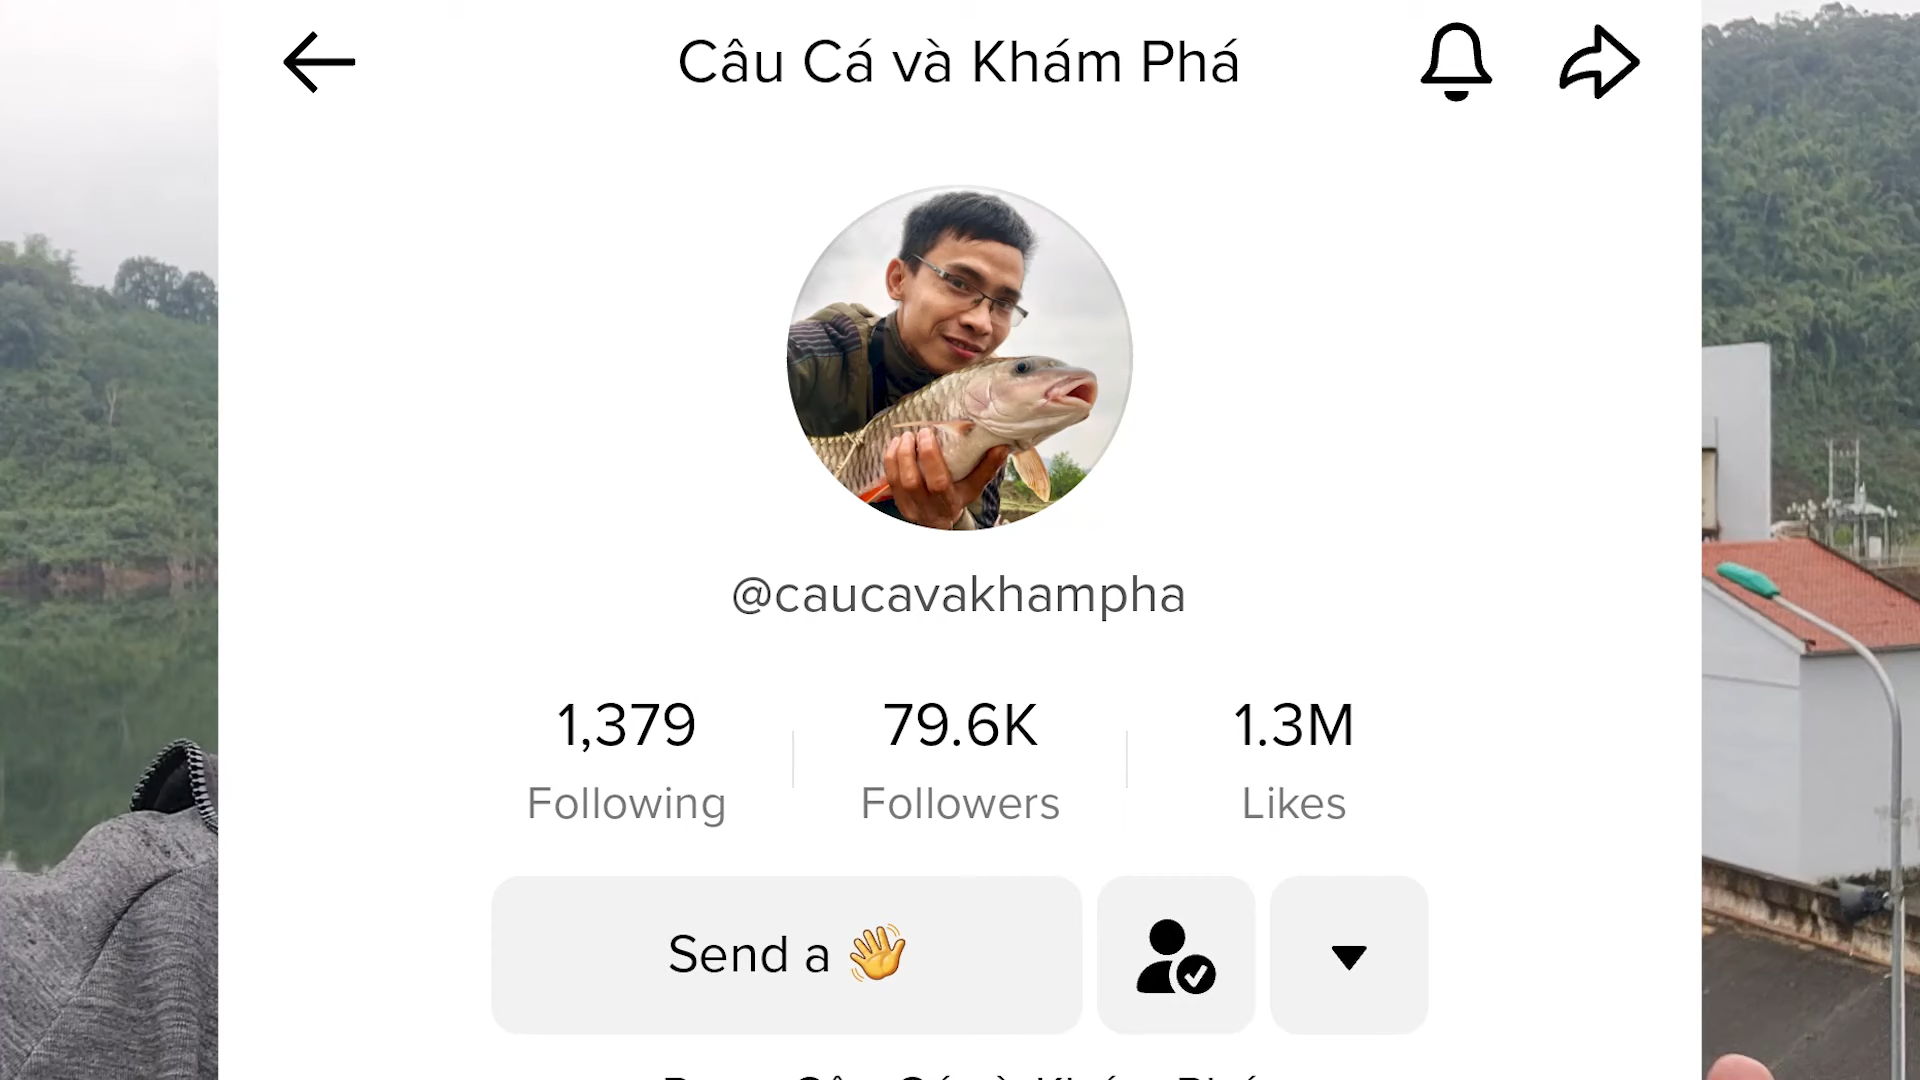 Câu Cá và Khám Phá
@caucavakhampha
1,379
Following
79.6K
Followers
1.3M
Likes
Send a 👋